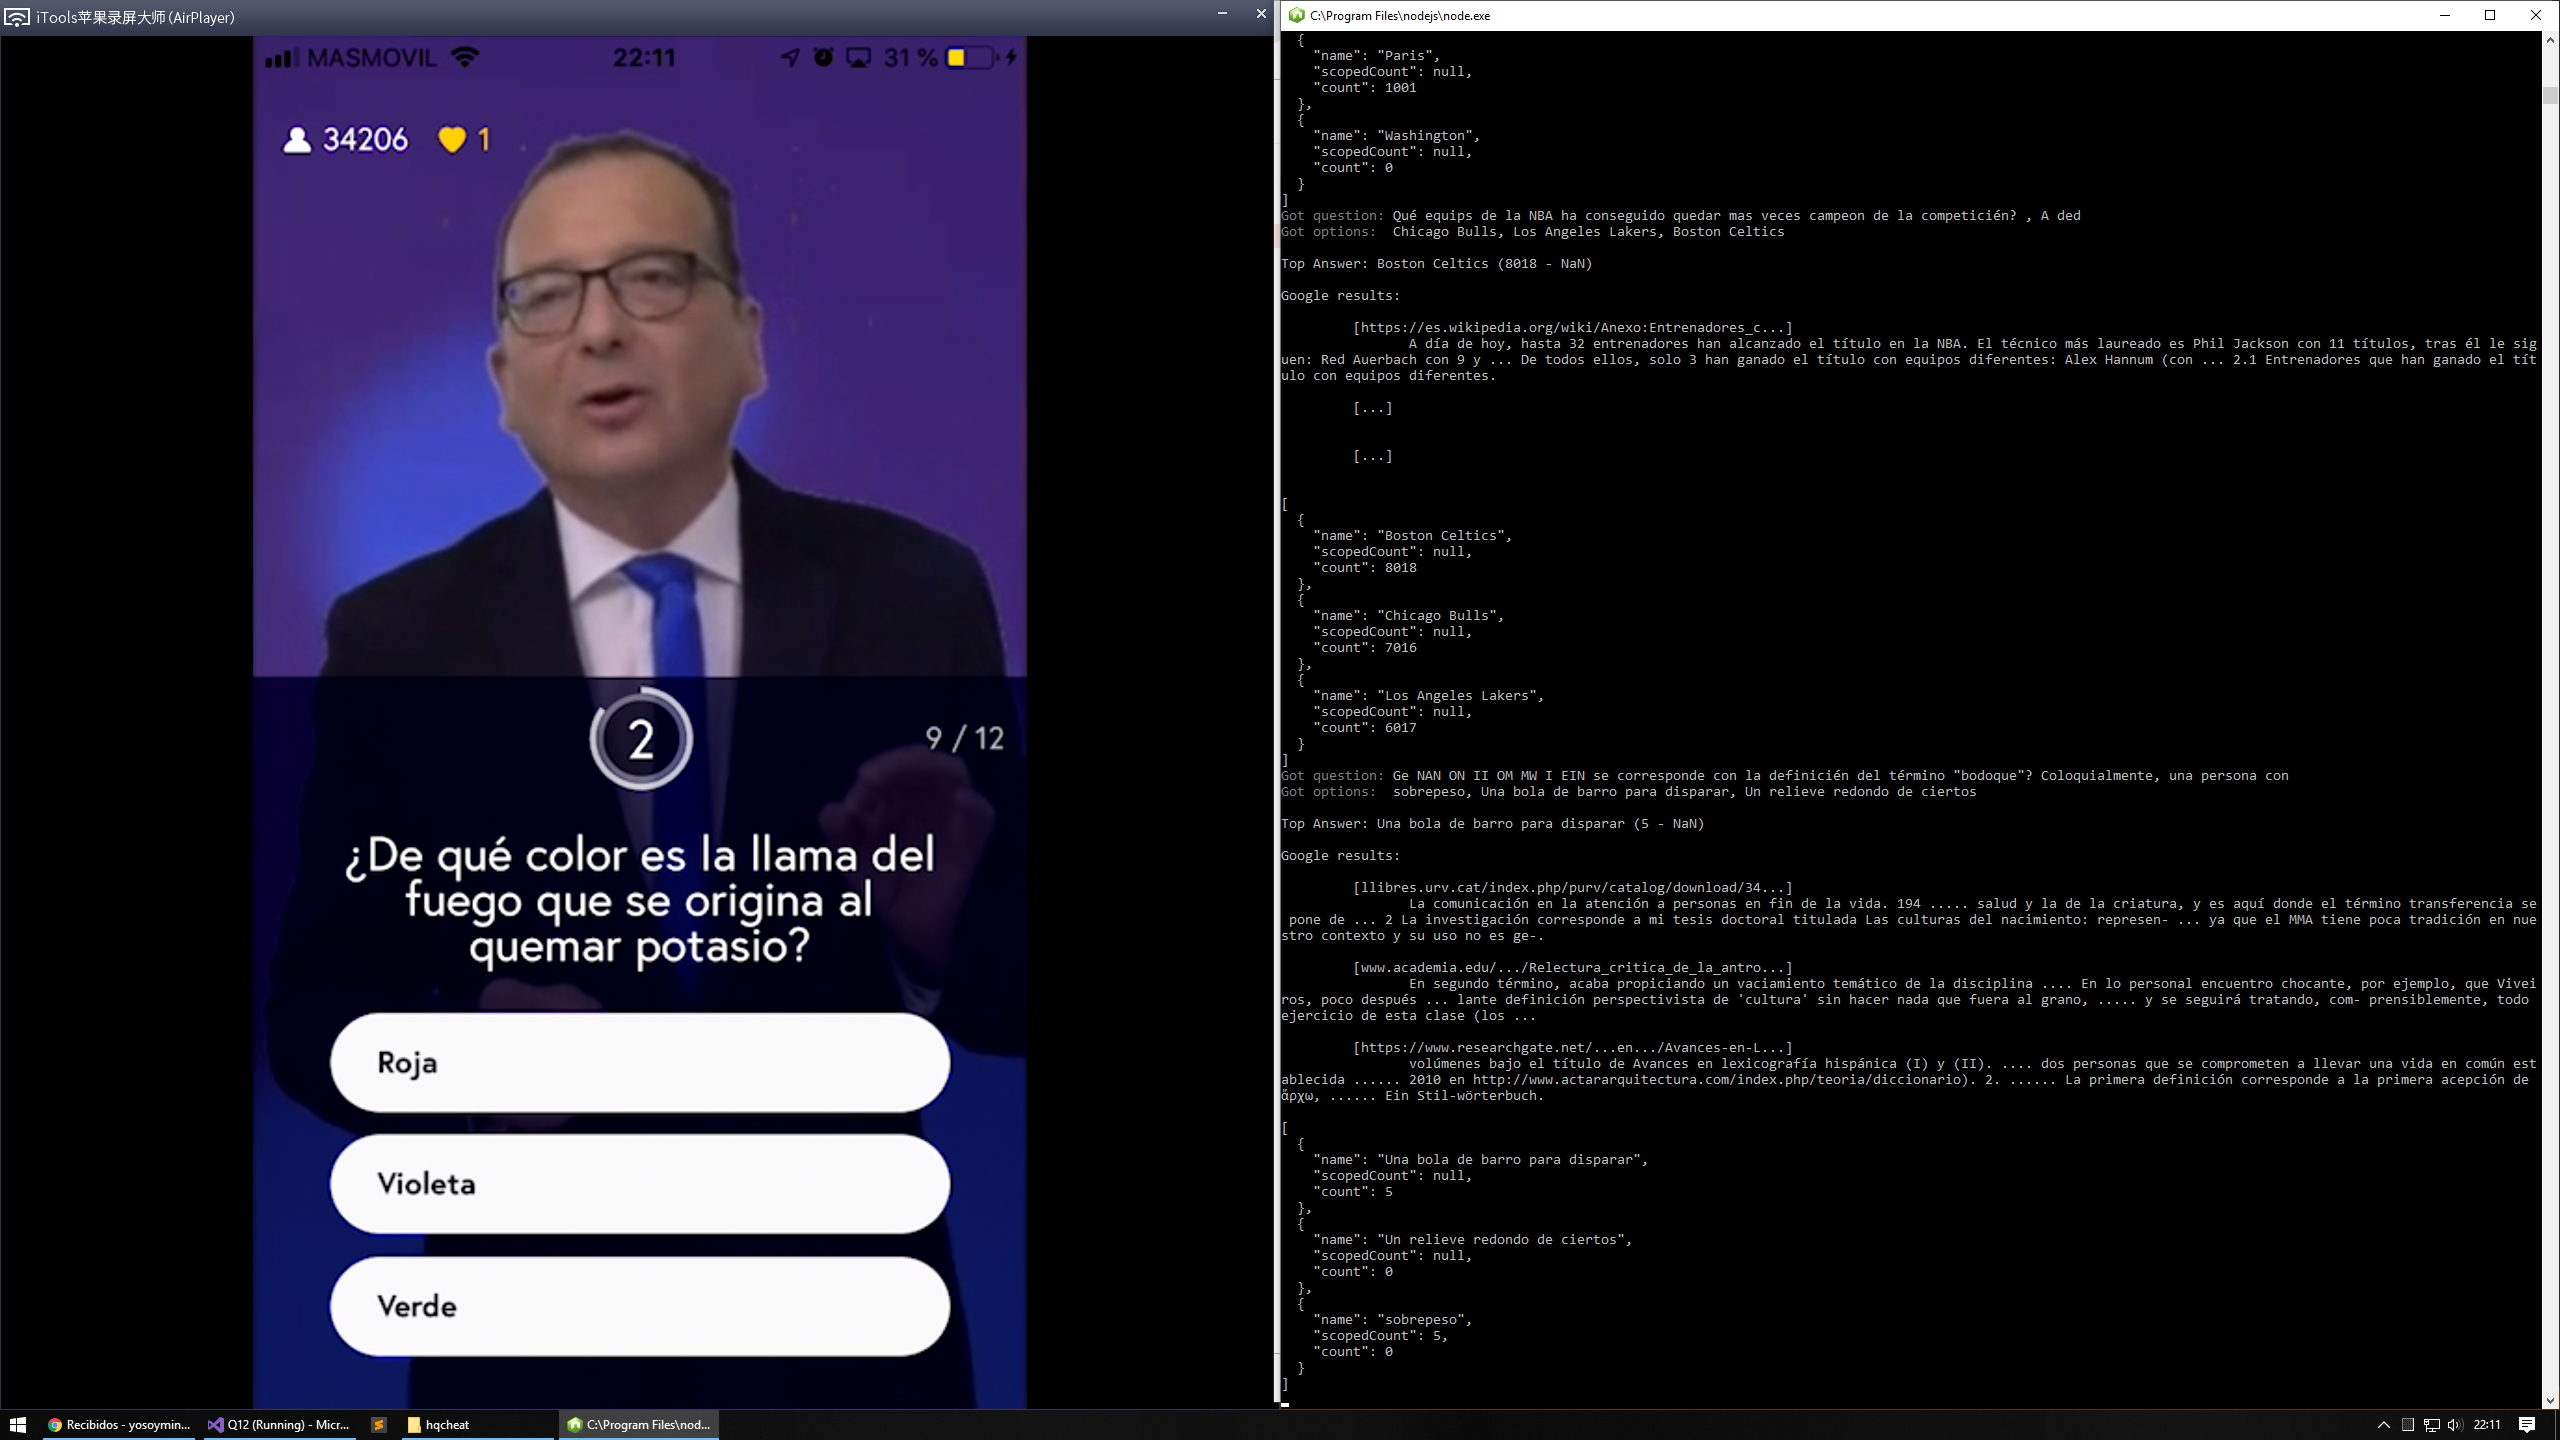 iTools苹果录屏大师(AirPlayer)
MASMOVIL 22:11 31 %
34206 1
2
9 / 12
¿De qué color es la llama del
fuego que se origina al
quemar potasio?
Roja
Violeta
Verde
C:\Program Files\nodejs\node.exe
{
"name": "Paris",
"scopedCount": null,
"count": 1001
},
{
"name": "Washington",
"scopedCount": null,
"count": 0
}
]
Got question: Qué equips de la NBA ha conseguido quedar mas veces campeon de la competición? , A ded
Got options: Chicago Bulls, Los Angeles Lakers, Boston Celtics
Top Answer: Boston Celtics (8018 - NaN)
Google results:
[https://es.wikipedia.org/wiki/Anexo:Entrenadores_c...]
A día de hoy, hasta 32 entrenadores han alcanzado el título en la NBA. El técnico más laureado es Phil Jackson con 11 títulos, tras él le sig
uen: Red Auerbach con 9 y ... De todos ellos, solo 3 han ganado el título con equipos diferentes: Alex Hannum (con ... 2.1 Entrenadores que han ganado el tít
ulo con equipos diferentes.
[...]
[...]
[
{
"name": "Boston Celtics",
"scopedCount": null,
"count": 8018
},
{
"name": "Chicago Bulls",
"scopedCount": null,
"count": 7016
},
{
"name": "Los Angeles Lakers",
"scopedCount": null,
"count": 6017
}
]
Got question: Ge NAN ON II OM MW I EIN se corresponde con la definición del término "bodoque"? Coloquialmente, una persona con
Got options: sobrepeso, Una bola de barro para disparar, Un relieve redondo de ciertos
Top Answer: Una bola de barro para disparar (5 - NaN)
Google results:
[llibres.urv.cat/index.php/purv/catalog/download/34...]
La comunicación en la atención a personas en fin de la vida. 194 ..... salud y la de la criatura, y es aquí donde el término transferencia se
pone de ... 2 La investigación corresponde a mi tesis doctoral titulada Las culturas del nacimiento: represen- ... ya que el MMA tiene poca tradición en nue
stro contexto y su uso no es ge-.
[www.academia.edu/.../Relectura_critica_de_la_antro...]
En segundo término, acaba propiciando un vaciamiento temático de la disciplina .... En lo personal encuentro chocante, por ejemplo, que Vivei
ros, poco después ... lante definición perspectivista de 'cultura' sin hacer nada que fuera al grano, ..... y se seguirá tratando, com- prensiblemente, todo
ejercicio de esta clase (los ...
[https://www.researchgate.net/...en.../Avances-en-L...]
volúmenes bajo el título de Avances en lexicografía hispánica (I) y (II). .... dos personas que se comprometen a llevar una vida en común est
ablecida ...... 2010 en http://www.actararquitectura.com/index.php/teoria/diccionario). 2. ...... La primera definición corresponde a la primera acepción de
ἄρχω, ...... Ein Stil-wörterbuch.
[
{
"name": "Una bola de barro para disparar",
"scopedCount": null,
"count": 5
},
{
"name": "Un relieve redondo de ciertos",
"scopedCount": null,
"count": 0
},
{
"name": "sobrepeso",
"scopedCount": 5,
"count": 0
}
]
Recibidos - yosoymin...
Q12 (Running) - Micr...
hqcheat
C:\Program Files\nod...
22:11